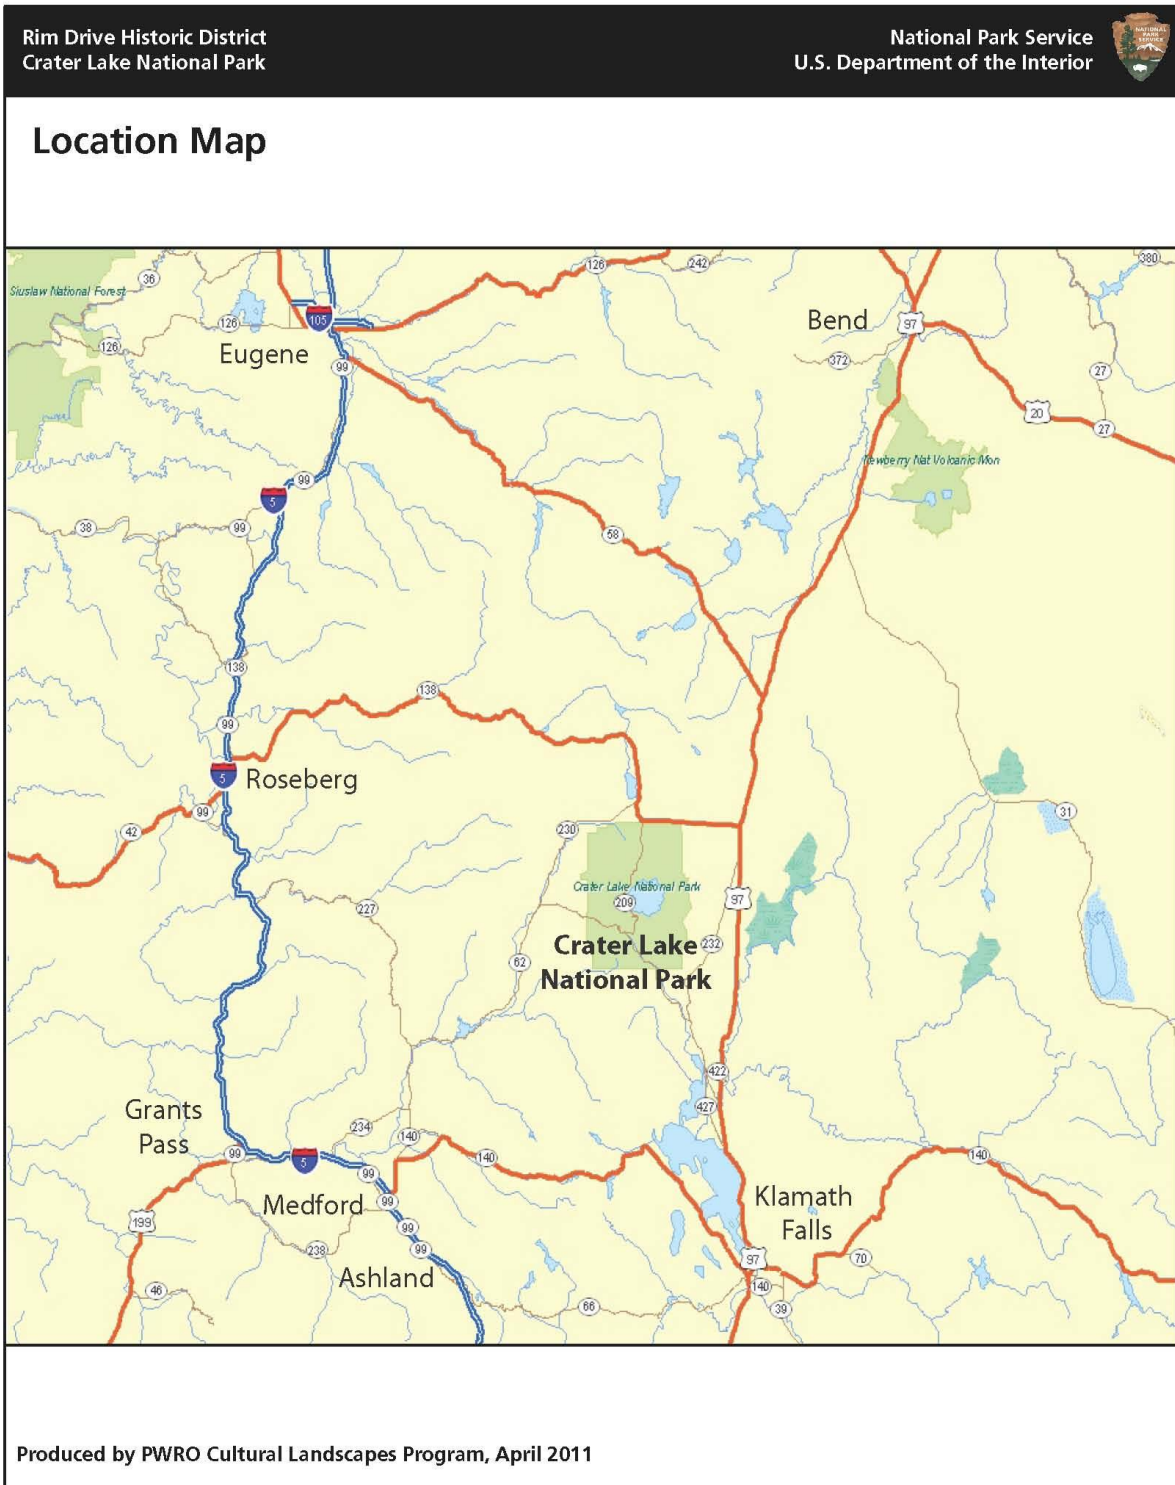 Rim Drive Historic District
Crater Lake National Park
National Park Service
U.S. Department of the Interior
NATIONAL
PARK
SERVICE
Location Map
380
126
242
36
Siuslaw National Forest
105
126
Bend
97
126
Eugene
99
372
27
20
27
Newberry Nat Volcanic Mon
99
5
38
99
58
138
138
99
5
Roseberg
99
42
31
230
Crater Lake National Park
209
97
227
Crater Lake
232
National Park
62
422
427
Grants
Pass
234
140
99
5
140
140
99
Medford
99
Klamath
Falls
199
99
238
99
Ashland
97
70
140
46
66
39
Produced by PWRO Cultural Landscapes Program, April 2011